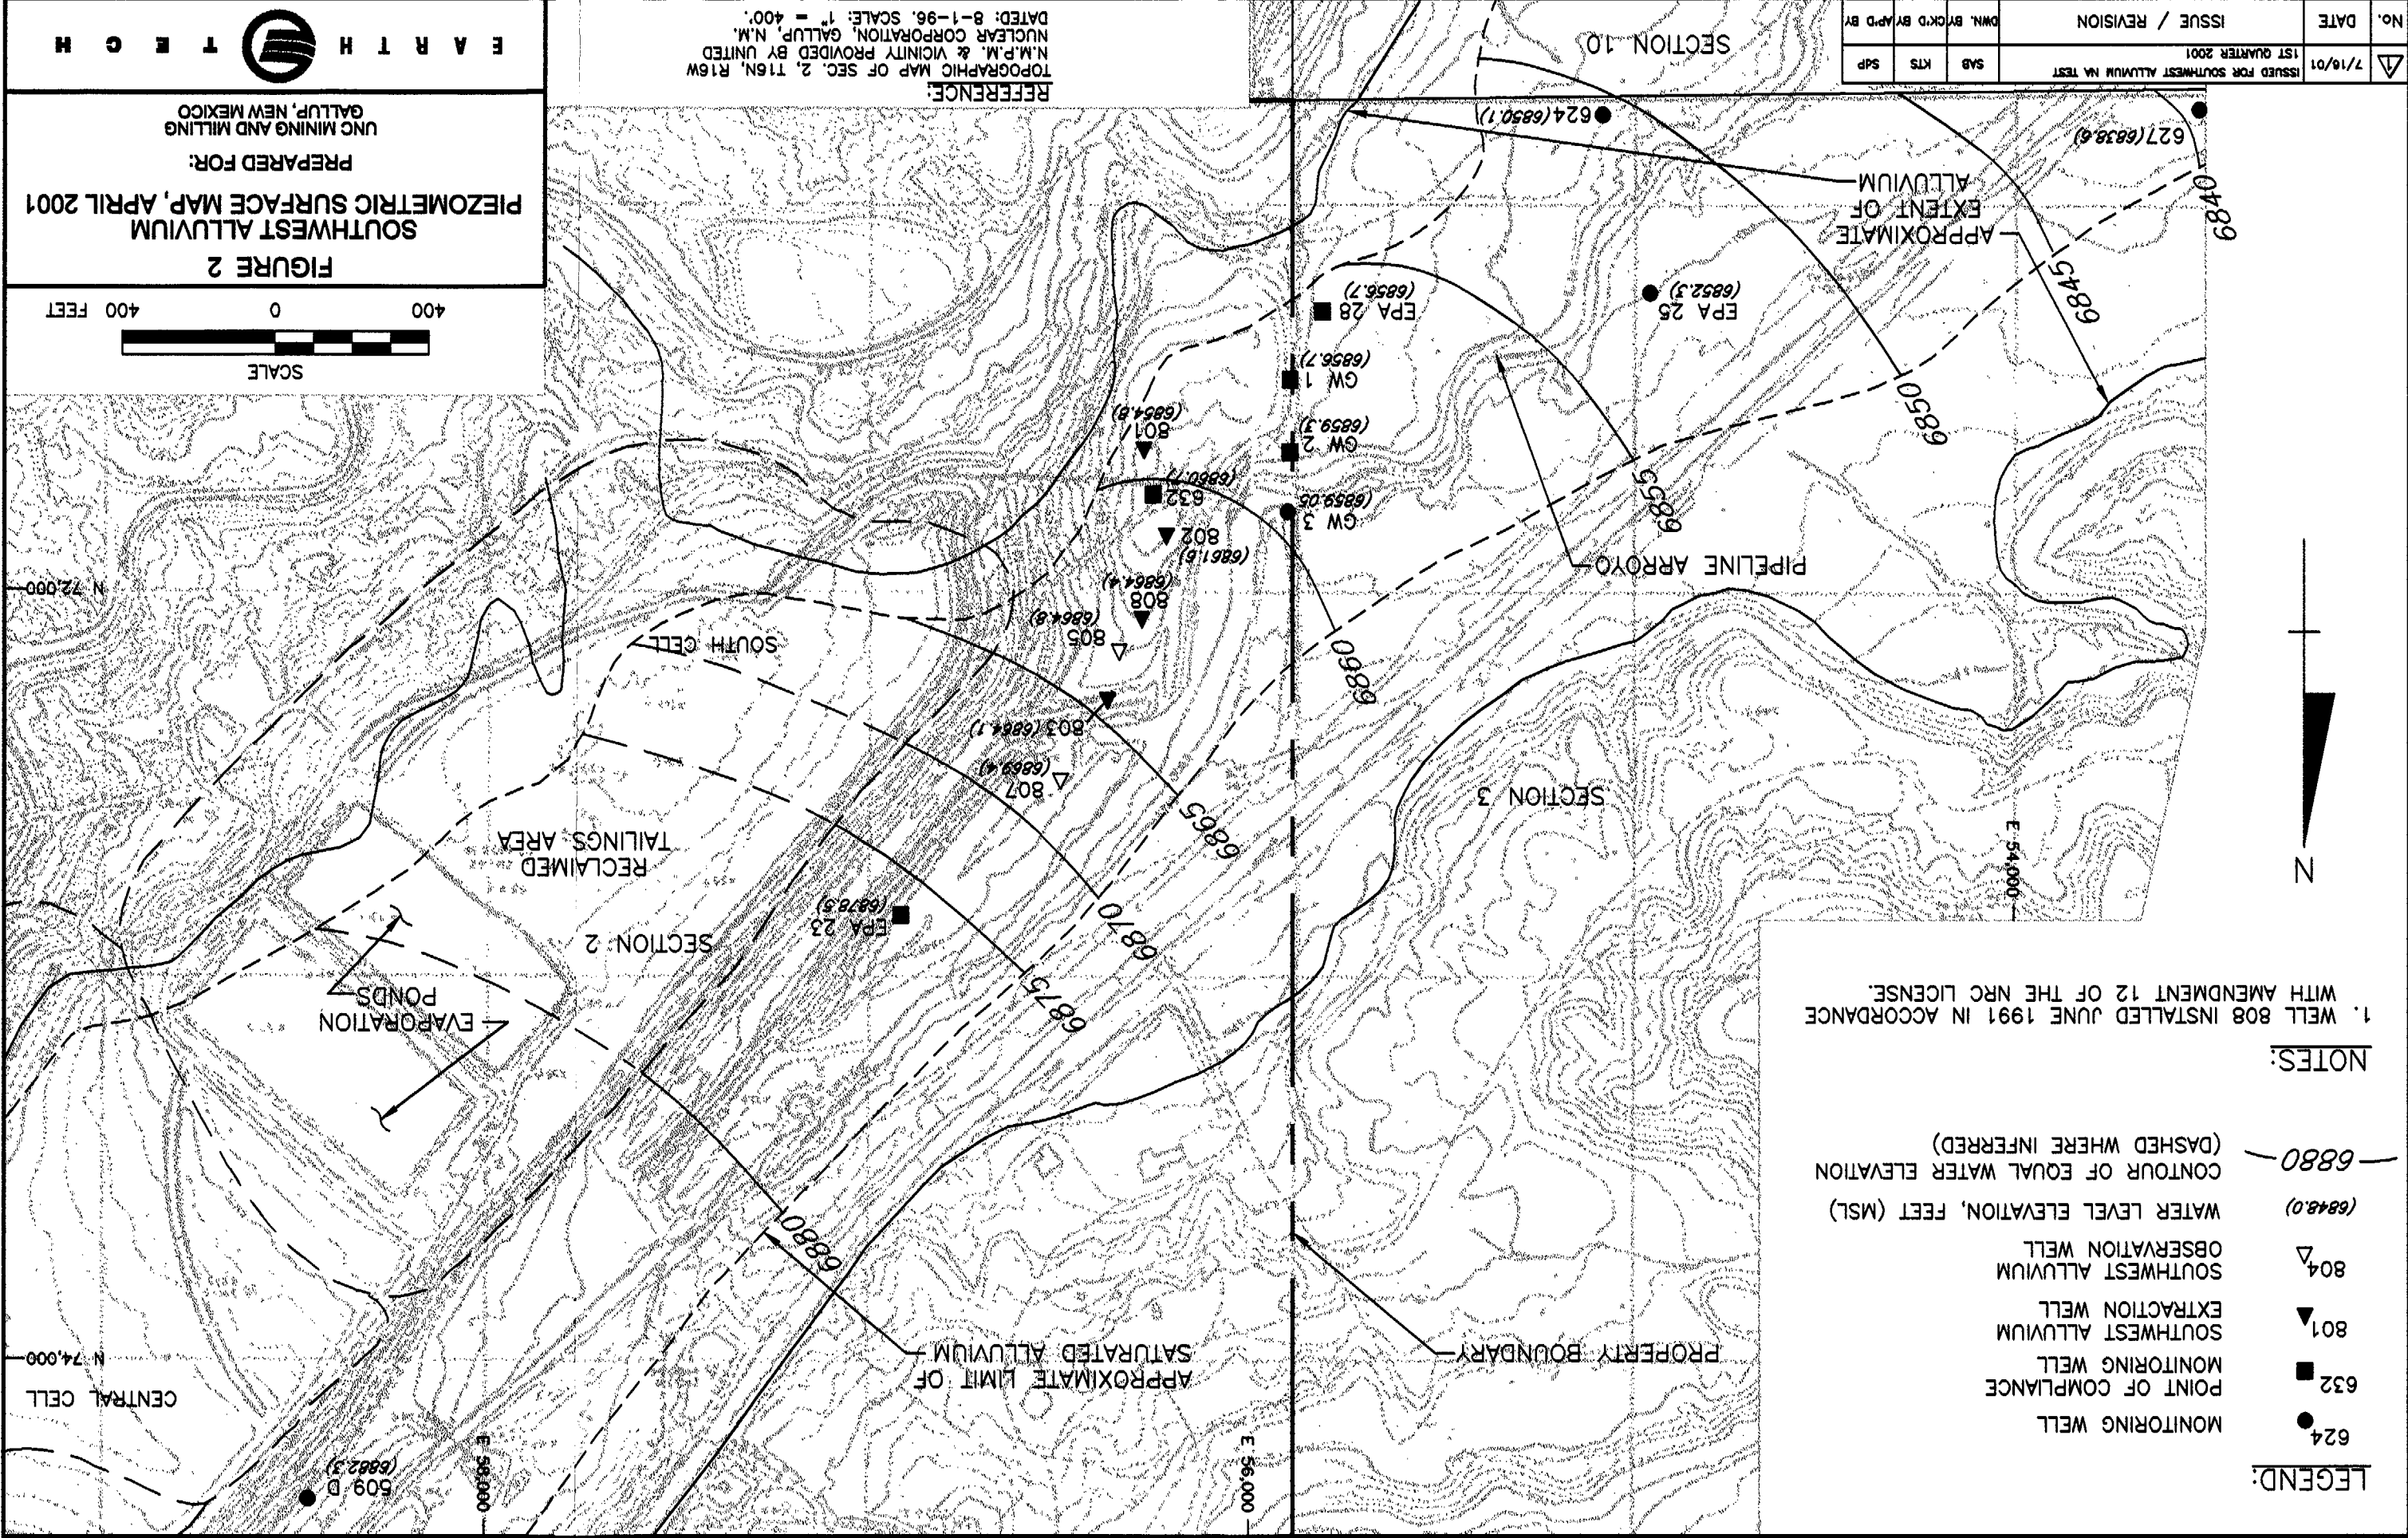 LEGEND:
624
MONITORING WELL
632
POINT OF COMPLIANCE
MONITORING WELL
801
SOUTHWEST ALLUVIUM
EXTRACTION WELL
804
SOUTHWEST ALLUVIUM
OBSERVATION WELL
(6848.0)
WATER LEVEL ELEVATION, FEET (MSL)
6880
CONTOUR OF EQUAL WATER ELEVATION
(DASHED WHERE INFERRED)
NOTES:
1. WELL 808 INSTALLED JUNE 1991 IN ACCORDANCE
WITH AMENDMENT 12 OF THE NRC LICENSE.
N
E 54,000
E 56,000
E 58,000
509 D
(6882.3)
CENTRAL CELL
N 74,000
PROPERTY BOUNDARY
APPROXIMATE LIMIT OF
SATURATED ALLUVIUM
6880
EVAPORATION
PONDS
6875
SECTION 2
EPA 23
(6878.5)
6870
RECLAIMED
TAILINGS AREA
6865
SECTION 3
807
(6869.4)
803 (6864.1)
6860
SOUTH CELL
805
(6864.8)
808
(6864.4)
N 72,000
PIPELINE ARROYO
802
(6861.6)
GW 3
(6859.05
632
(6860.7)
6855
GW 2
(6859.3)
801
(6854.8)
6850
GW 1
(6856.7)
EPA 25
(6852.3)
EPA 28
(6856.7)
6845
APPROXIMATE
EXTENT OF
ALLUVIUM
6840
627 (6838.6)
624 (6850.1)
SECTION 10
SCALE
400
0
400 FEET
FIGURE 2
SOUTHWEST ALLUVIUM
PIEZOMETRIC SURFACE MAP, APRIL 2001
PREPARED FOR:
UNC MINING AND MILLING
GALLUP, NEW MEXICO
EARTH TECH
REFERENCE:
TOPOGRAPHIC MAP OF SEC. 2, T16N, R16W
N.M.P.M. & VICINITY PROVIDED BY UNITED
NUCLEAR CORPORATION, GALLUP, N.M.
DATED: 8-1-96. SCALE: 1" = 400'.
1 7/16/01 ISSUED FOR SOUTHWEST ALLUVIUM NA TEST
1ST QUARTER 2001 SAB KTS SPP
No. DATE ISSUE / REVISION DWN. BY CK'D BY AP'D BY